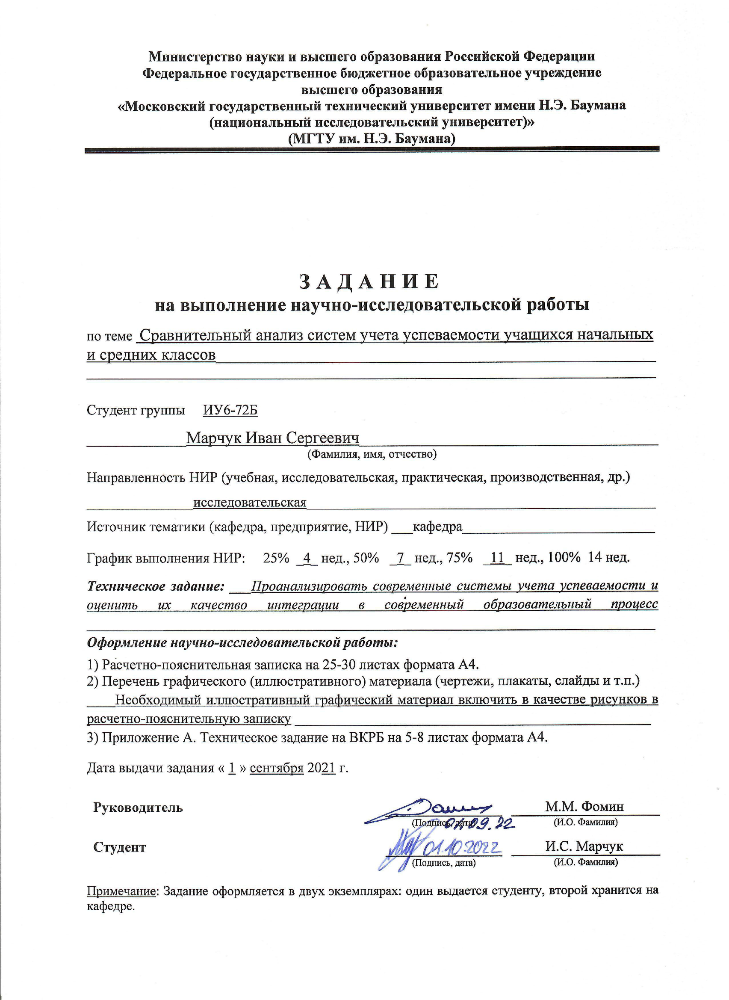 Министерство науки и высшего образования Российской Федерации
Федеральное государственное бюджетное образовательное учреждение
высшего образования
«Московский государственный технический университет имени Н.Э. Баумана
(национальный исследовательский университет)»
(МГТУ им. Н.Э. Баумана)
З А Д А Н И Е
на выполнение научно-исследовательской работы
по теме Сравнительный анализ систем учета успеваемости учащихся начальных
и средних классов
Студент группы ИУ6-72Б
Марчук Иван Сергеевич
(Фамилия, имя, отчество)
Направленность НИР (учебная, исследовательская, практическая, производственная, др.)
исследовательская
Источник тематики (кафедра, предприятие, НИР) кафедра
График выполнения НИР: 25% 4 нед., 50% 7 нед., 75% 11 нед., 100% 14 нед.
Техническое задание: Проанализировать современные системы учета успеваемости и
оценить их качество интеграции в современный образовательный процесс
Оформление научно-исследовательской работы:
1) Расчетно-пояснительная записка на 25-30 листах формата А4.
2) Перечень графического (иллюстративного) материала (чертежи, плакаты, слайды и т.п.)
Необходимый иллюстративный графический материал включить в качестве рисунков в
расчетно-пояснительную записку
3) Приложение А. Техническое задание на ВКРБ на 5-8 листах формата А4.
Дата выдачи задания « 1 » сентября 2021 г.
Руководитель М.М. Фомин
(Подпись, дата) 01.09.22 (И.О. Фамилия)
Студент 01.10.2022 И.С. Марчук
(Подпись, дата) (И.О. Фамилия)
Примечание: Задание оформляется в двух экземплярах: один выдается студенту, второй хранится на
кафедре.